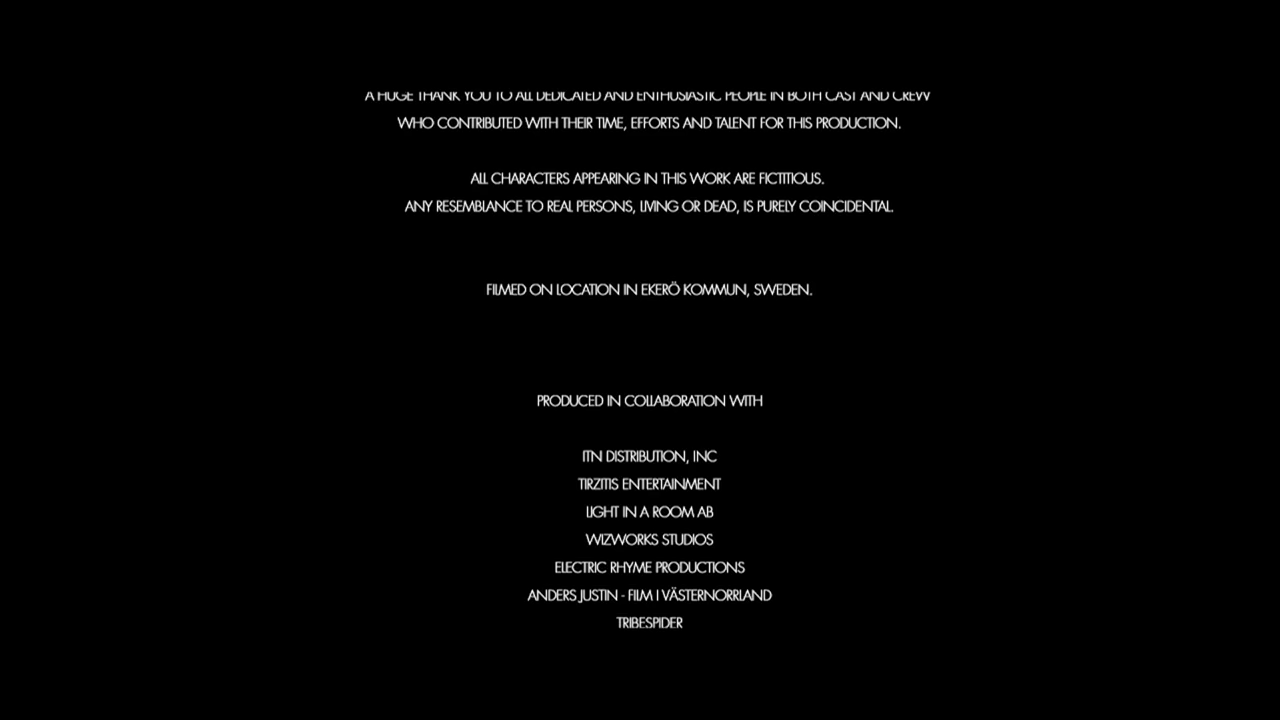 A HUGE THANK YOU TO ALL DEDICATED AND ENTHUSIASTIC PEOPLE IN BOTH CAST AND CREW
WHO CONTRIBUTED WITH THEIR TIME, EFFORTS AND TALENT FOR THIS PRODUCTION.
ALL CHARACTERS APPEARING IN THIS WORK ARE FICTITIOUS.
ANY RESEMBLANCE TO REAL PERSONS, LIVING OR DEAD, IS PURELY COINCIDENTAL.
FILMED ON LOCATION IN EKERÖ KOMMUN, SWEDEN.
PRODUCED IN COLLABORATION WITH
ITN DISTRIBUTION, INC
TIRZITIS ENTERTAINMENT
LIGHT IN A ROOM AB
WIZWORKS STUDIOS
ELECTRIC RHYME PRODUCTIONS
ANDERS JUSTIN - FILM I VÄSTERNORRLAND
TRIBESPIDER